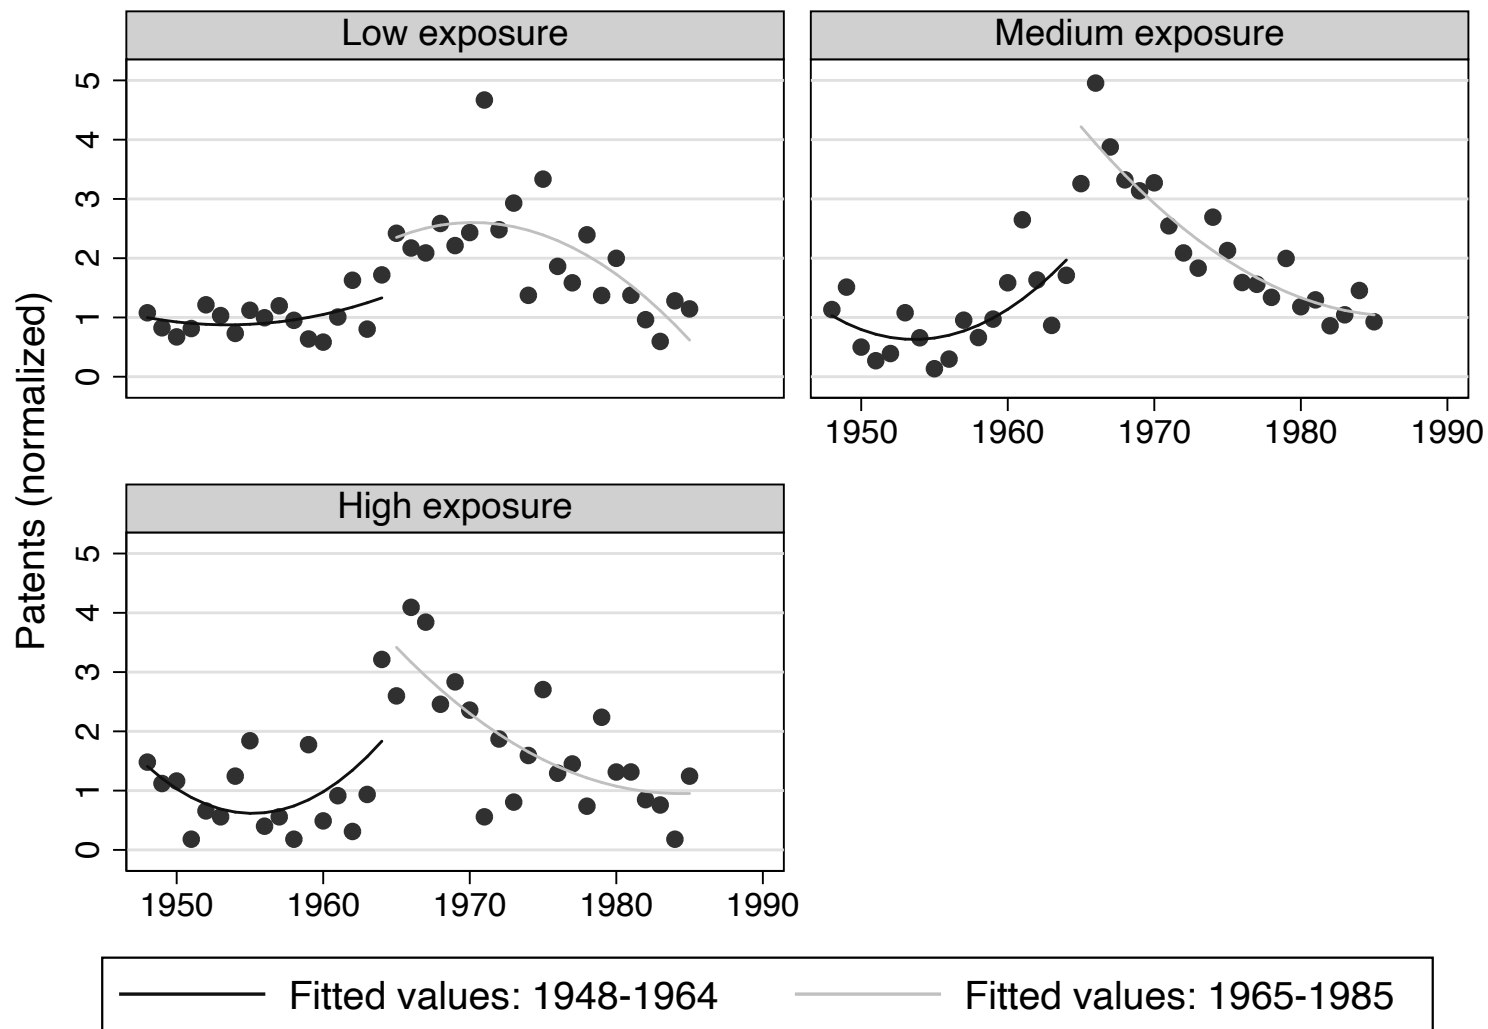 Low exposure
Medium exposure
Patents (normalized)
5
4
3
2
1
0
1950 1960 1970 1980 1990
High exposure
5
4
3
2
1
0
1950 1960 1970 1980 1990
Fitted values: 1948-1964
Fitted values: 1965-1985